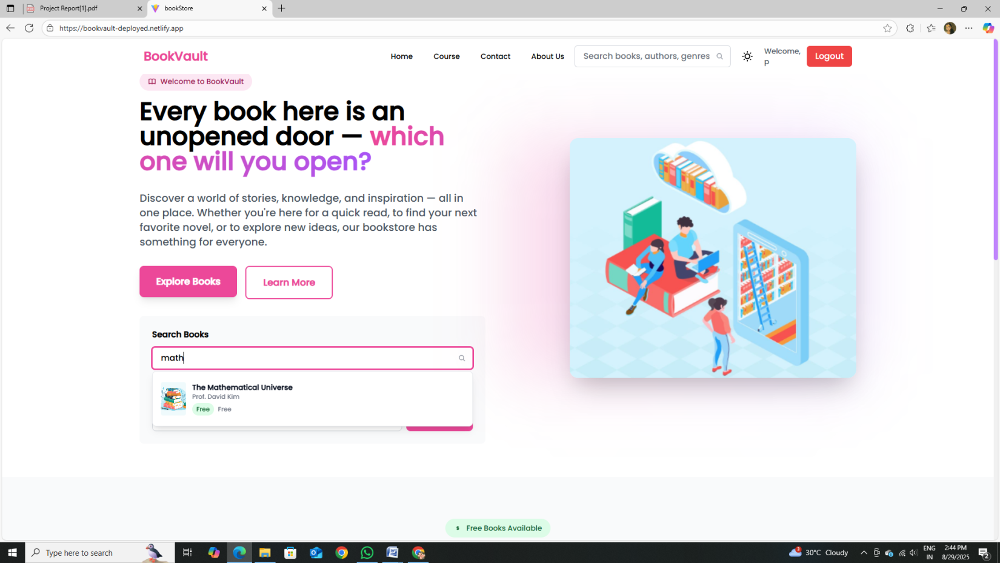 Project Report[1].pdf
bookStore
https://bookvault-deployed.netlify.app
BookVault
Home
Course
Contact
About Us
Search books, authors, genres
Welcome,
p
Logout
Welcome to BookVault
Every book here is an
unopened door — which
one will you open?
Discover a world of stories, knowledge, and inspiration — all in
one place. Whether you're here for a quick read, to find your next
favorite novel, or to explore new ideas, our bookstore has
something for everyone.
Explore Books
Learn More
Search Books
math
The Mathematical Universe
Prof. David Kim
Free Free
$ Free Books Available
Type here to search
1
30°C Cloudy
ENG
IN
2:44 PM
8/29/2025
2